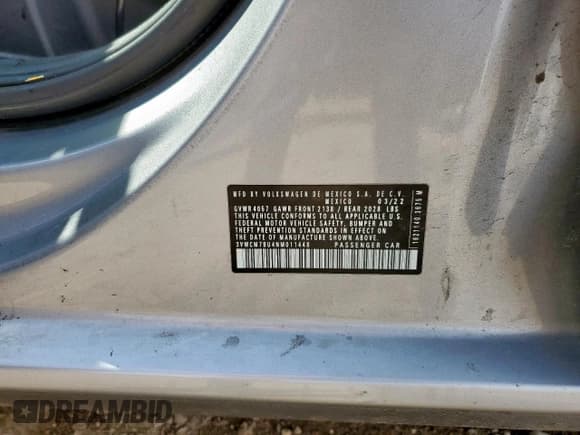 MFD BY VOLKSWAGEN DE MEXICO S.A. DE C.V.
MEXICO 03/22
GVWR4057 GAWR FRONT 2138 / REAR 2028 LBS
THIS VEHICLE CONFORMS TO ALL APPLICABLE U.S.
FEDERAL MOTOR VEHICLE SAFETY, BUMPER AND
THEFT PREVENTION STANDARDS IN EFFECT ON
THE DATE OF MANUFACTURE SHOWN ABOVE.
PASSENGER CAR
DREAMBID